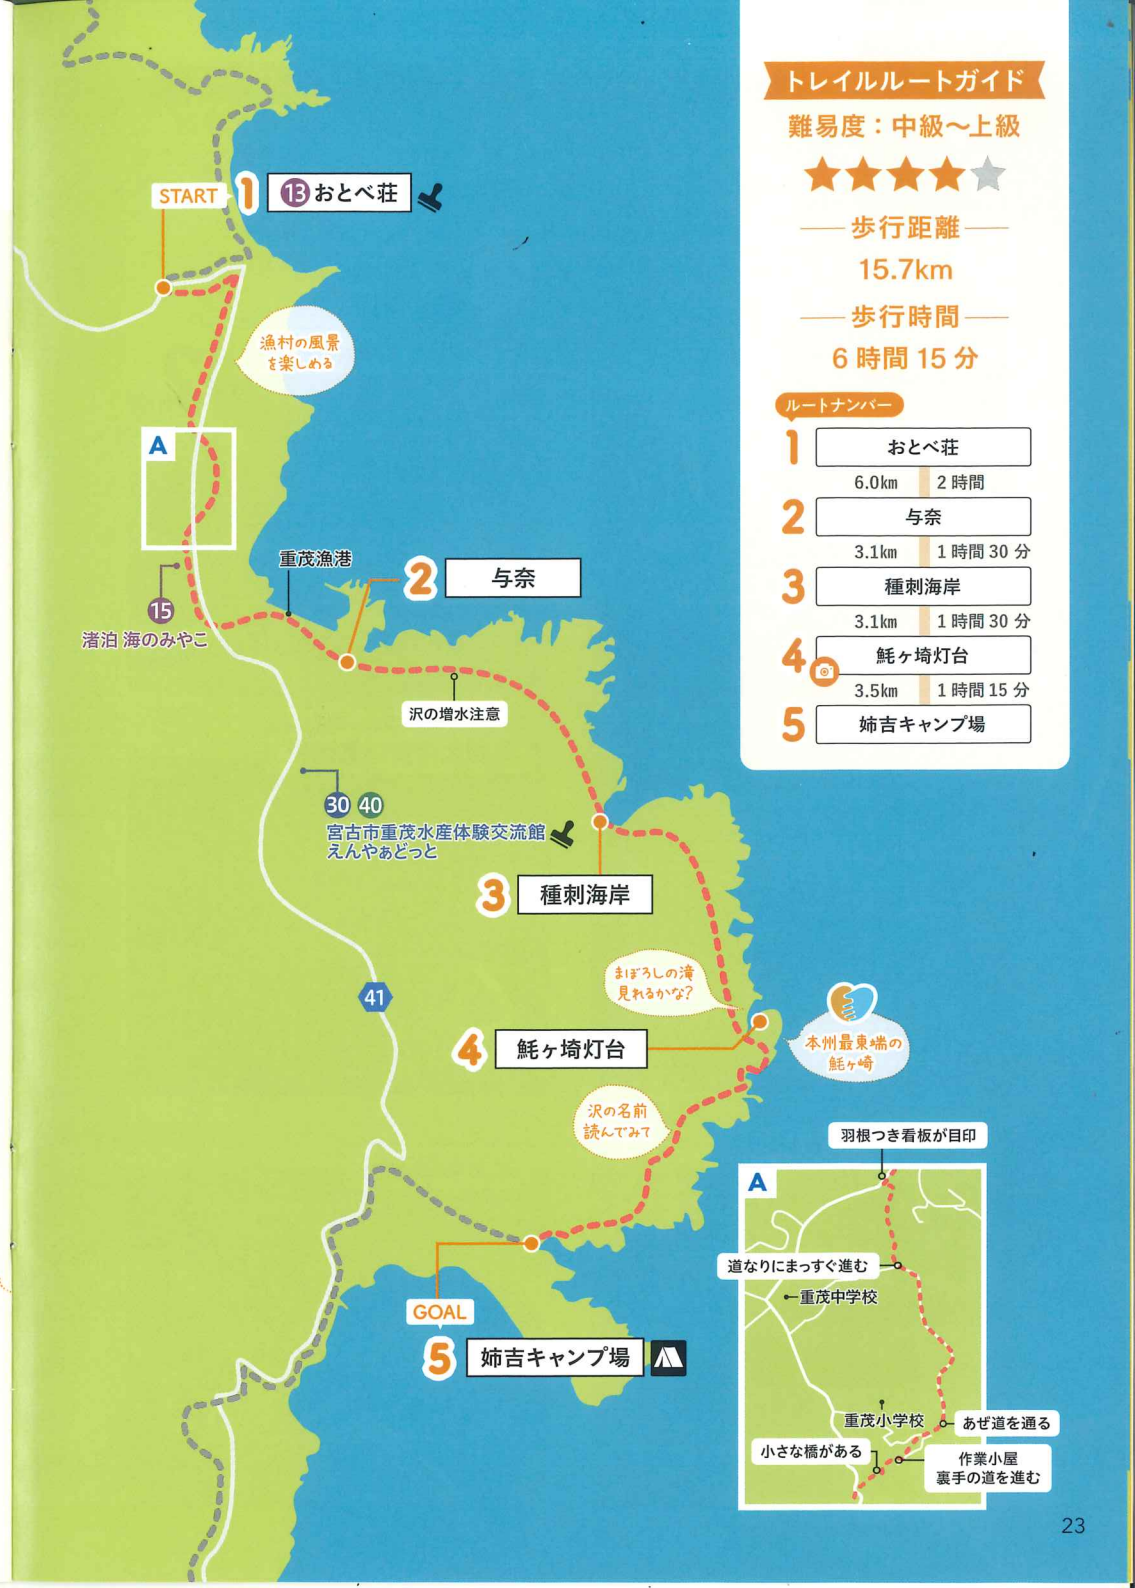 トレイルルートガイド
難易度：中級～上級
歩行距離
15.7km
歩行時間
6 時間 15 分
ルートナンバー
1 おとべ荘
6.0km 2 時間
2 与奈
3.1km 1 時間 30 分
3 種刺海岸
3.1km 1 時間 30 分
4 魹ヶ埼灯台
3.5km 1 時間 15 分
5 姉吉キャンプ場
START
1 13 おとべ荘
漁村の風景
を楽しめる
A
重茂漁港
2 与奈
15
渚泊 海のみやこ
沢の増水注意
30 40
宮古市重茂水産体験交流館
えんやぁどっと
3 種刺海岸
まぼろしの滝
見れるかな?
41
4 魹ヶ埼灯台
本州最東端の
魹ヶ崎
沢の名前
読んでみて
GOAL
5 姉吉キャンプ場
羽根つき看板が目印
A
道なりにまっすぐ進む
重茂中学校
重茂小学校
あぜ道を通る
小さな橋がある
作業小屋
裏手の道を進む
23